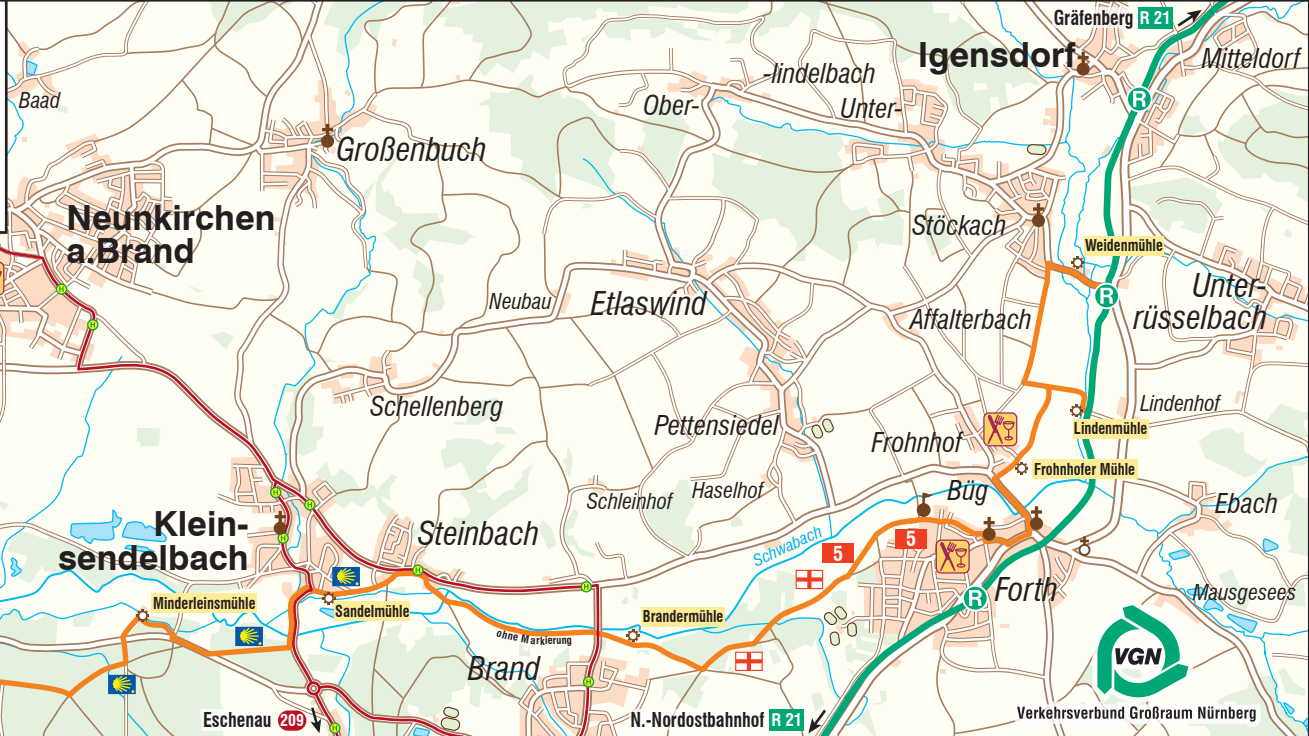 Gräfenberg R 21
Igensdorf
Mitteldorf
R
-lindelbach
Ober-
Unter-
Baad
Großenbuch
Neunkirchen
a.Brand
Stöckach
Weidenmühle
R
Unter-
rüsselbach
Neubau
Etlaswind
Affalterbach
H
H
Schellenberg
Lindenhof
Pettensiedel
Lindenmühle
Frohnhof
Frohnhofer Mühle
Büg
Ebach
Schleinhof
Haselhof
H
H
H
Klein-
sendelbach
Steinbach
Schwabach
5
5
H
H
Forth
R
Mausgesees
Minderleinsmühle
Sandelmühle
Brandermühle
ohne Markierung
Brand
H
VGN
Eschenau 209
H
N.-Nordostbahnhof R 21
Verkehrsverbund Großraum Nürnberg